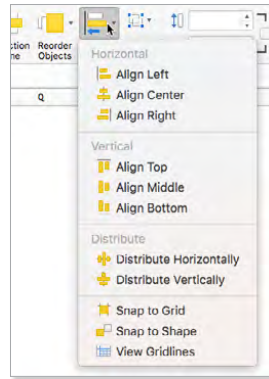 ction Reorder
ne Objects
Q
Horizontal
Align Left
Align Center
Align Right
Vertical
Align Top
Align Middle
Align Bottom
Distribute
Distribute Horizontally
Distribute Vertically
Snap to Grid
Snap to Shape
View Gridlines